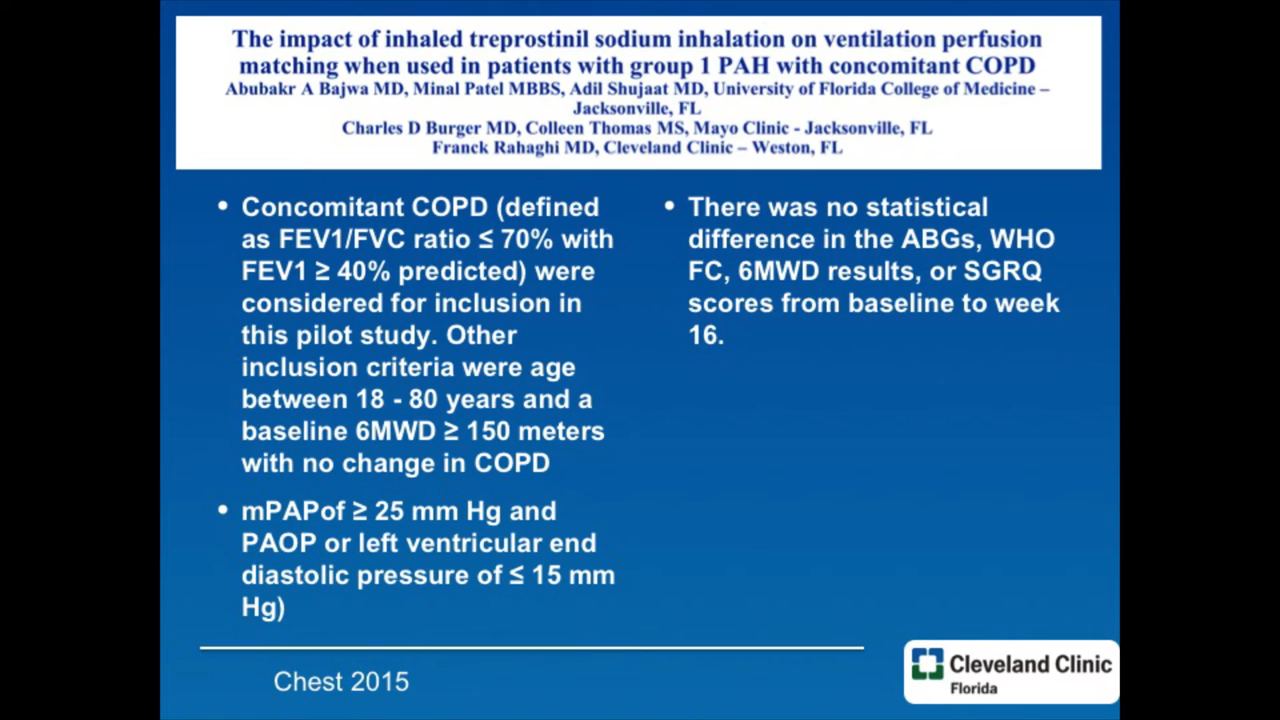 The impact of inhaled treprostinil sodium inhalation on ventilation perfusion
matching when used in patients with group 1 PAH with concomitant COPD
Abubakr A Bajwa MD, Minal Patel MBBS, Adil Shujaat MD, University of Florida College of Medicine –
Jacksonville, FL
Charles D Burger MD, Colleen Thomas MS, Mayo Clinic - Jacksonville, FL
Franck Rahaghi MD, Cleveland Clinic – Weston, FL
• Concomitant COPD (defined
as FEV1/FVC ratio ≤ 70% with
FEV1 ≥ 40% predicted) were
considered for inclusion in
this pilot study. Other
inclusion criteria were age
between 18 - 80 years and a
baseline 6MWD ≥ 150 meters
with no change in COPD
• mPAPof ≥ 25 mm Hg and
PAOP or left ventricular end
diastolic pressure of ≤ 15 mm
Hg)
• There was no statistical
difference in the ABGs, WHO
FC, 6MWD results, or SGRQ
scores from baseline to week
16.
Chest 2015
Cleveland Clinic
Florida